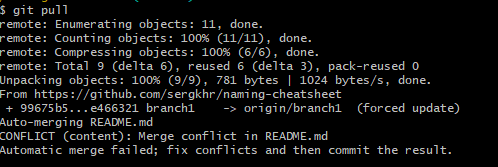 $ git pull
remote: Enumerating objects: 11, done.
remote: Counting objects: 100% (11/11), done.
remote: Compressing objects: 100% (6/6), done.
remote: Total 9 (delta 6), reused 6 (delta 3), pack-reused 0
Unpacking objects: 100% (9/9), 781 bytes | 1024 bytes/s, done.
From https://github.com/sergkhr/naming-cheatsheet
 + 99675b5...e466321 branch1    -> origin/branch1  (forced update)
Auto-merging README.md
CONFLICT (content): Merge conflict in README.md
Automatic merge failed; fix conflicts and then commit the result.